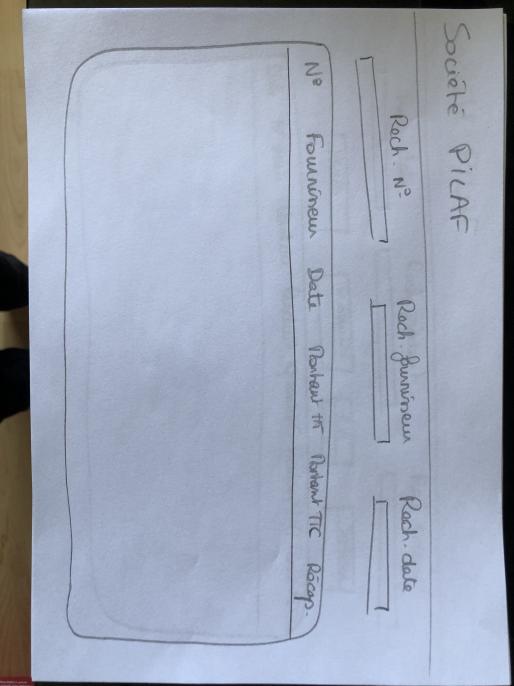 Société PILAF
Rech. N° Rech. fournisseur Rech. date
N° Fournisseur Date Montant HT Montant TTC Récap.